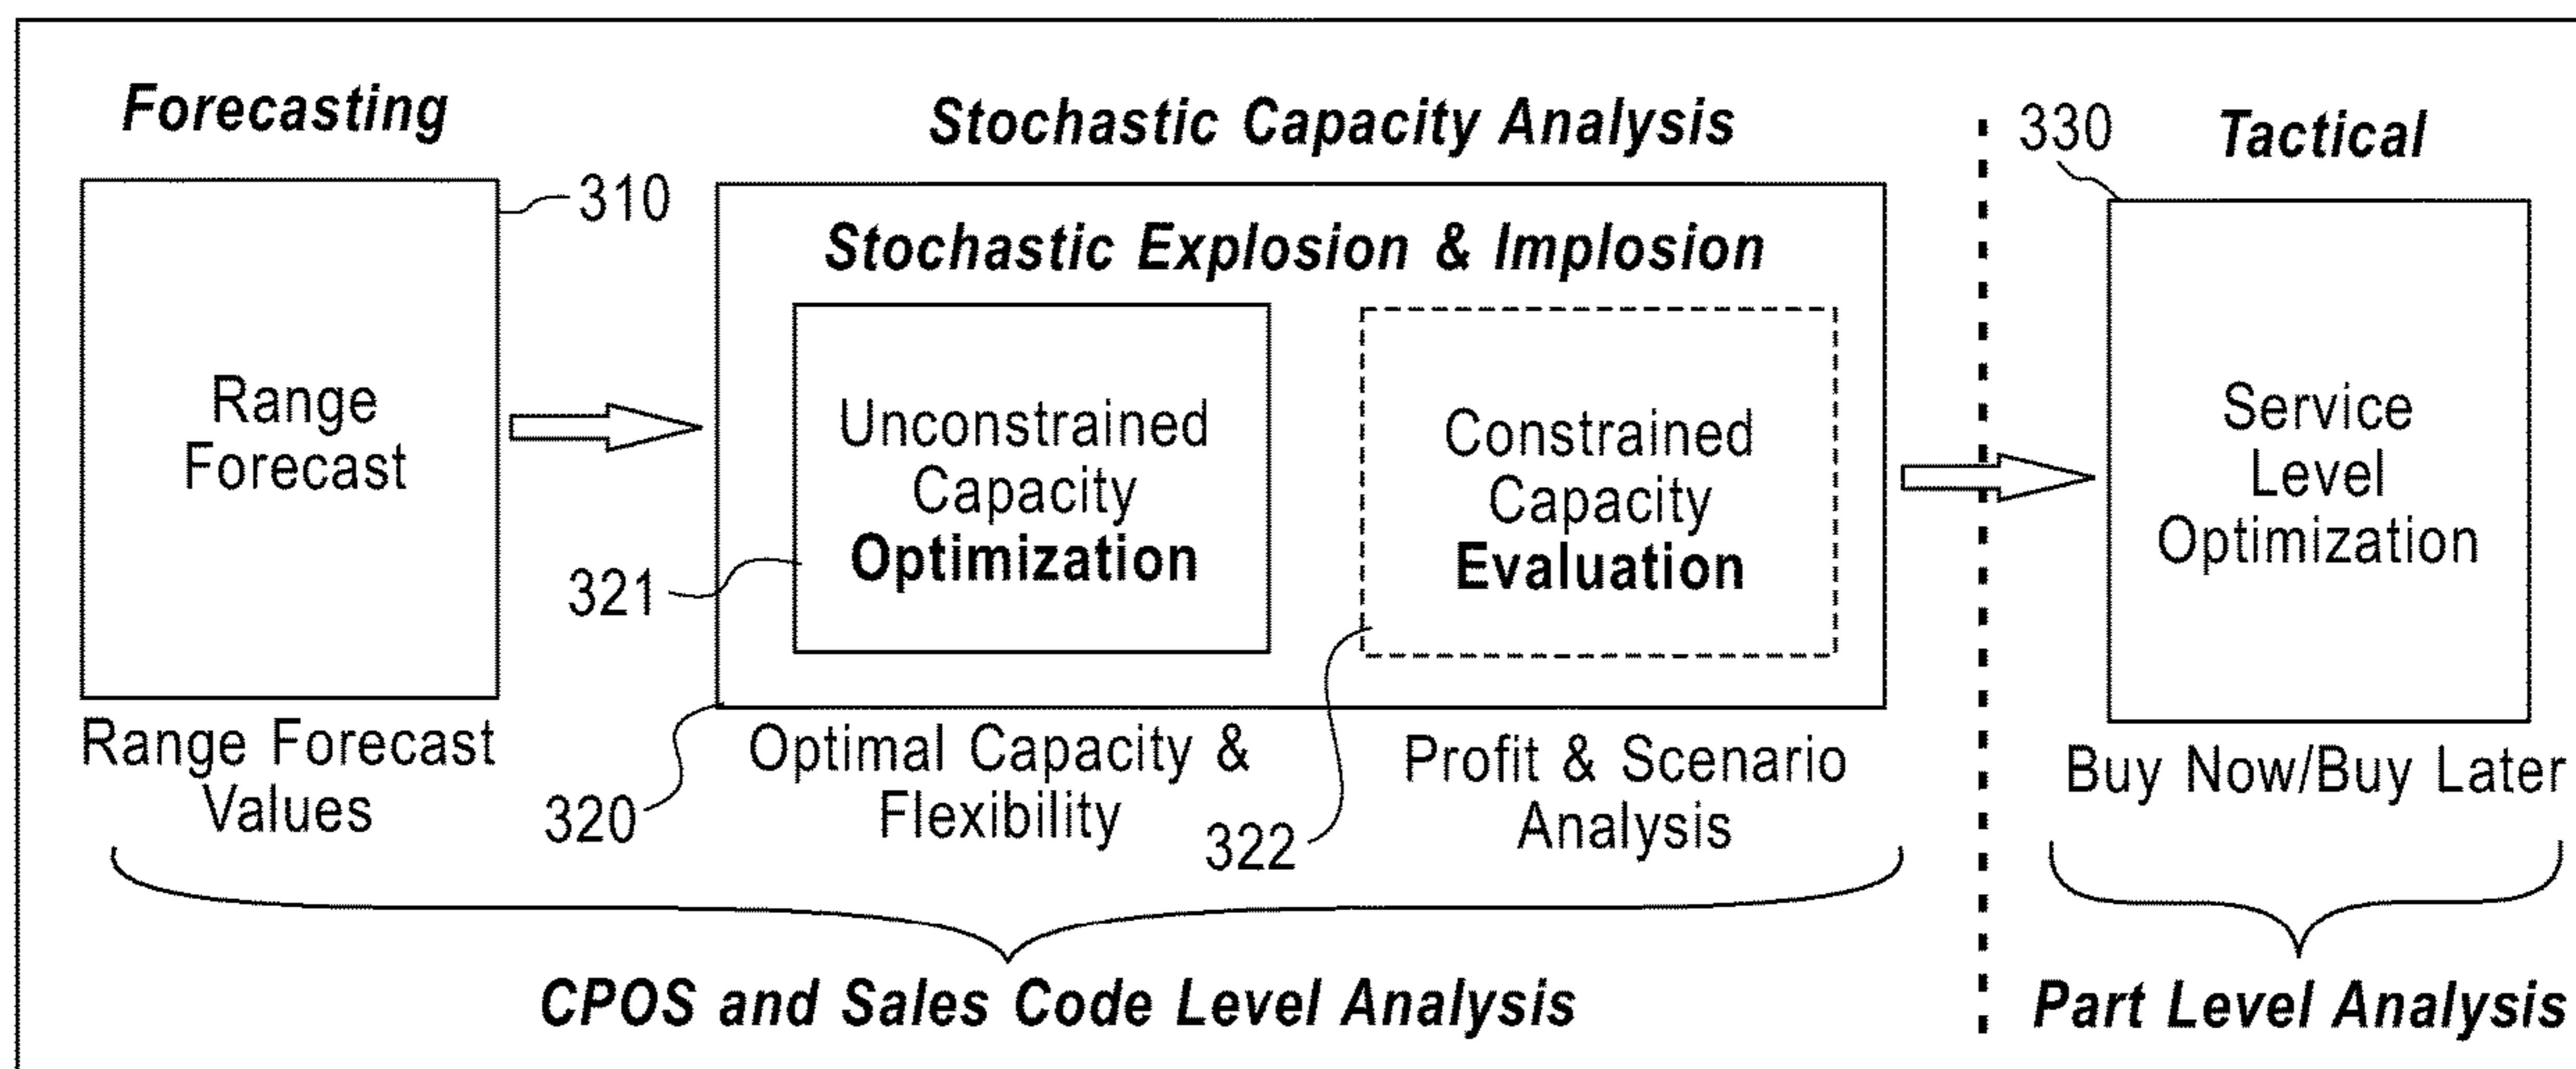 Forecasting
310
Range
Forecast
Range Forecast
Values
Stochastic Capacity Analysis
Stochastic Explosion & Implosion
Unconstrained
Capacity
Optimization
321
Constrained
Capacity
Evaluation
320
Optimal Capacity &
Flexibility
322
Profit & Scenario
Analysis
CPOS and Sales Code Level Analysis
330
Tactical
Service
Level
Optimization
Buy Now/Buy Later
Part Level Analysis